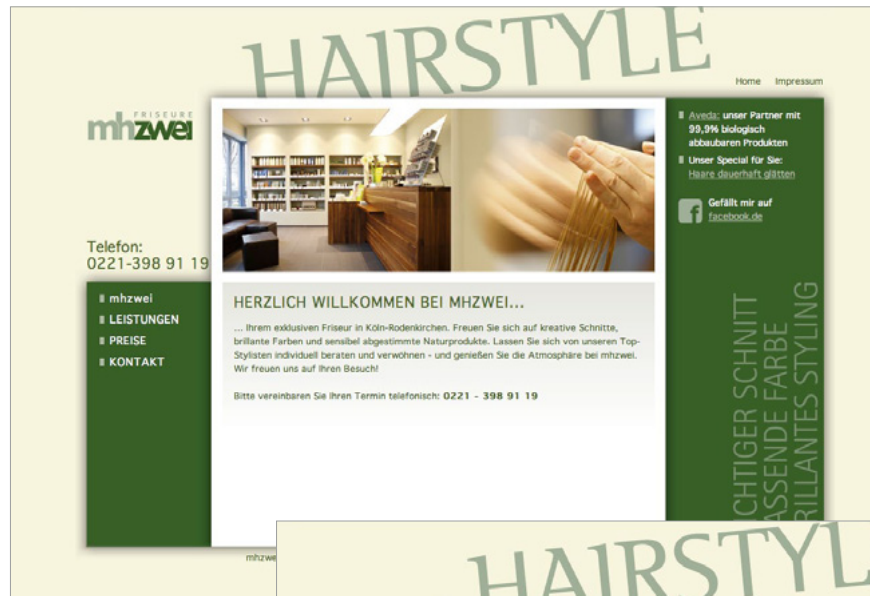 HAIRSTYLE
Home Impressum
FRISEURE
mhzwei
Telefon:
0221-398 91 19
mhzwei
LEISTUNGEN
PREISE
KONTAKT
HERZLICH WILLKOMMEN BEI MHZWEI...
... Ihrem exklusiven Friseur in Köln-Rodenkirchen. Freuen Sie sich auf kreative Schnitte,
brillante Farben und sensibel abgestimmte Naturprodukte. Lassen Sie sich von unseren Top-
Stylisten individuell beraten und verwöhnen - und genießen Sie die Atmosphäre bei mhzwei.
Wir freuen uns auf Ihren Besuch!
Bitte vereinbaren Sie Ihren Termin telefonisch: 0221 - 398 91 19
Aveda: unser Partner mit
99,9% biologisch
abbaubaren Produkten
Unser Special für Sie:
Haare dauerhaft glätten
Gefällt mir auf
facebook.de
CHTIGER SCHNITT
ASSENDE FARBE
RILLANTES STYLING
mhzwe
HAIRSTYL